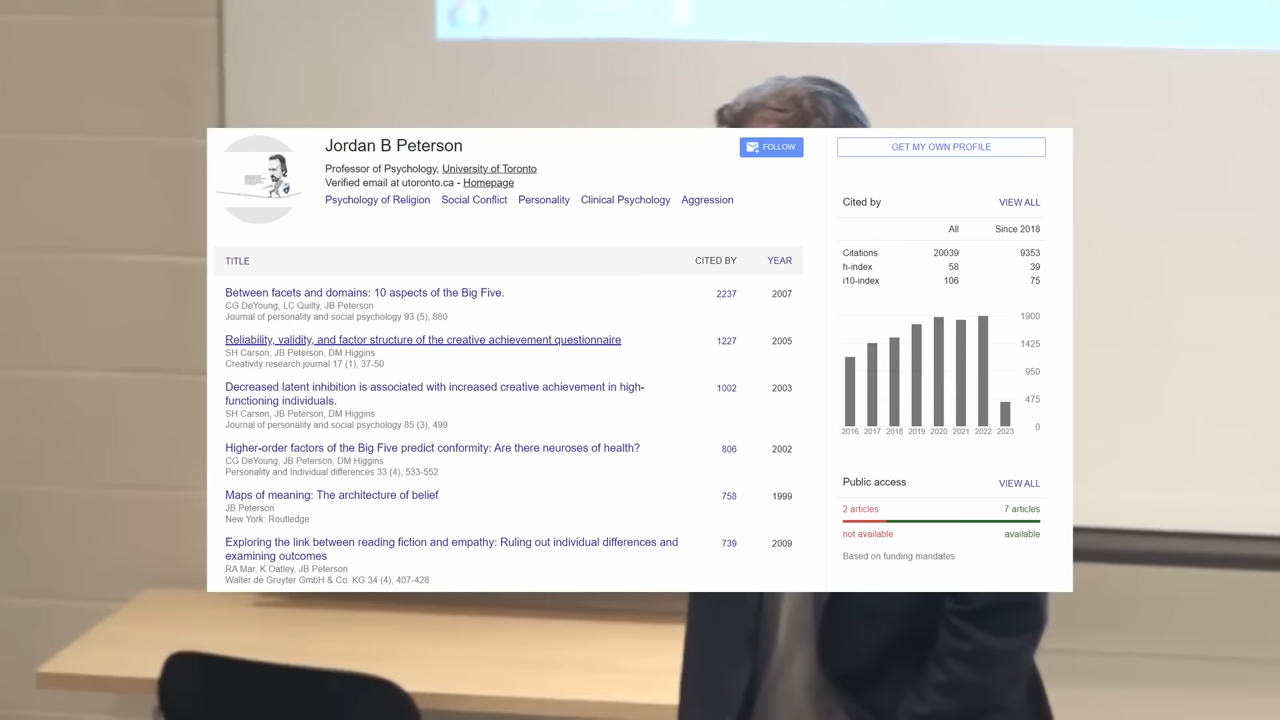 Jordan B Peterson
FOLLOW
Professor of Psychology, University of Toronto
Verified email at utoronto.ca - Homepage
Psychology of Religion Social Conflict Personality Clinical Psychology Aggression
TITLE CITED BY YEAR
Between facets and domains: 10 aspects of the Big Five. 2237 2007
CG DeYoung, LC Quilty, JB Peterson
Journal of personality and social psychology 93 (5), 880
Reliability, validity, and factor structure of the creative achievement questionnaire 1227 2005
SH Carson, JB Peterson, DM Higgins
Creativity research journal 17 (1), 37-50
Decreased latent inhibition is associated with increased creative achievement in high- 1002 2003
functioning individuals.
SH Carson, JB Peterson, DM Higgins
Journal of personality and social psychology 85 (3), 499
Higher-order factors of the Big Five predict conformity: Are there neuroses of health? 806 2002
CG DeYoung, JB Peterson, DM Higgins
Personality and Individual differences 33 (4), 533-552
Maps of meaning: The architecture of belief 758 1999
JB Peterson
New York: Routledge
Exploring the link between reading fiction and empathy: Ruling out individual differences and 739 2009
examining outcomes
RA Mar, K Oatley, JB Peterson
Walter de Gruyter GmbH & Co. KG 34 (4), 407-428
GET MY OWN PROFILE
Cited by VIEW ALL
All Since 2018
Citations 20039 9353
h-index 58 39
i10-index 106 75
1900
1425
950
475
0
2016 2017 2018 2019 2020 2021 2022 2023
Public access VIEW ALL
2 articles 7 articles
not available available
Based on funding mandates